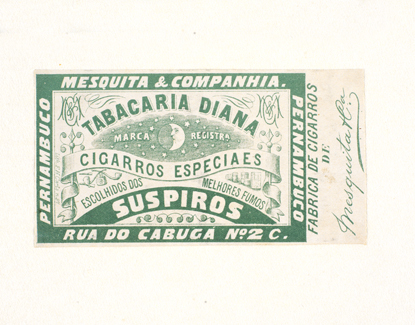 MESQUITA & COMPANHIA.
PERNAMBUCO
TABACARIA DIANA
MARCA REGISTRA
CIGARROS ESPECIAES
ESCOLHIDOS DOS MELHORES FUMOS
SUSPIROS
RUA DO CABUGÁ Nº 2 C.
PERNAMBUCO
FABRICA DE CIGARROS
DE
Mesquita & Ca.